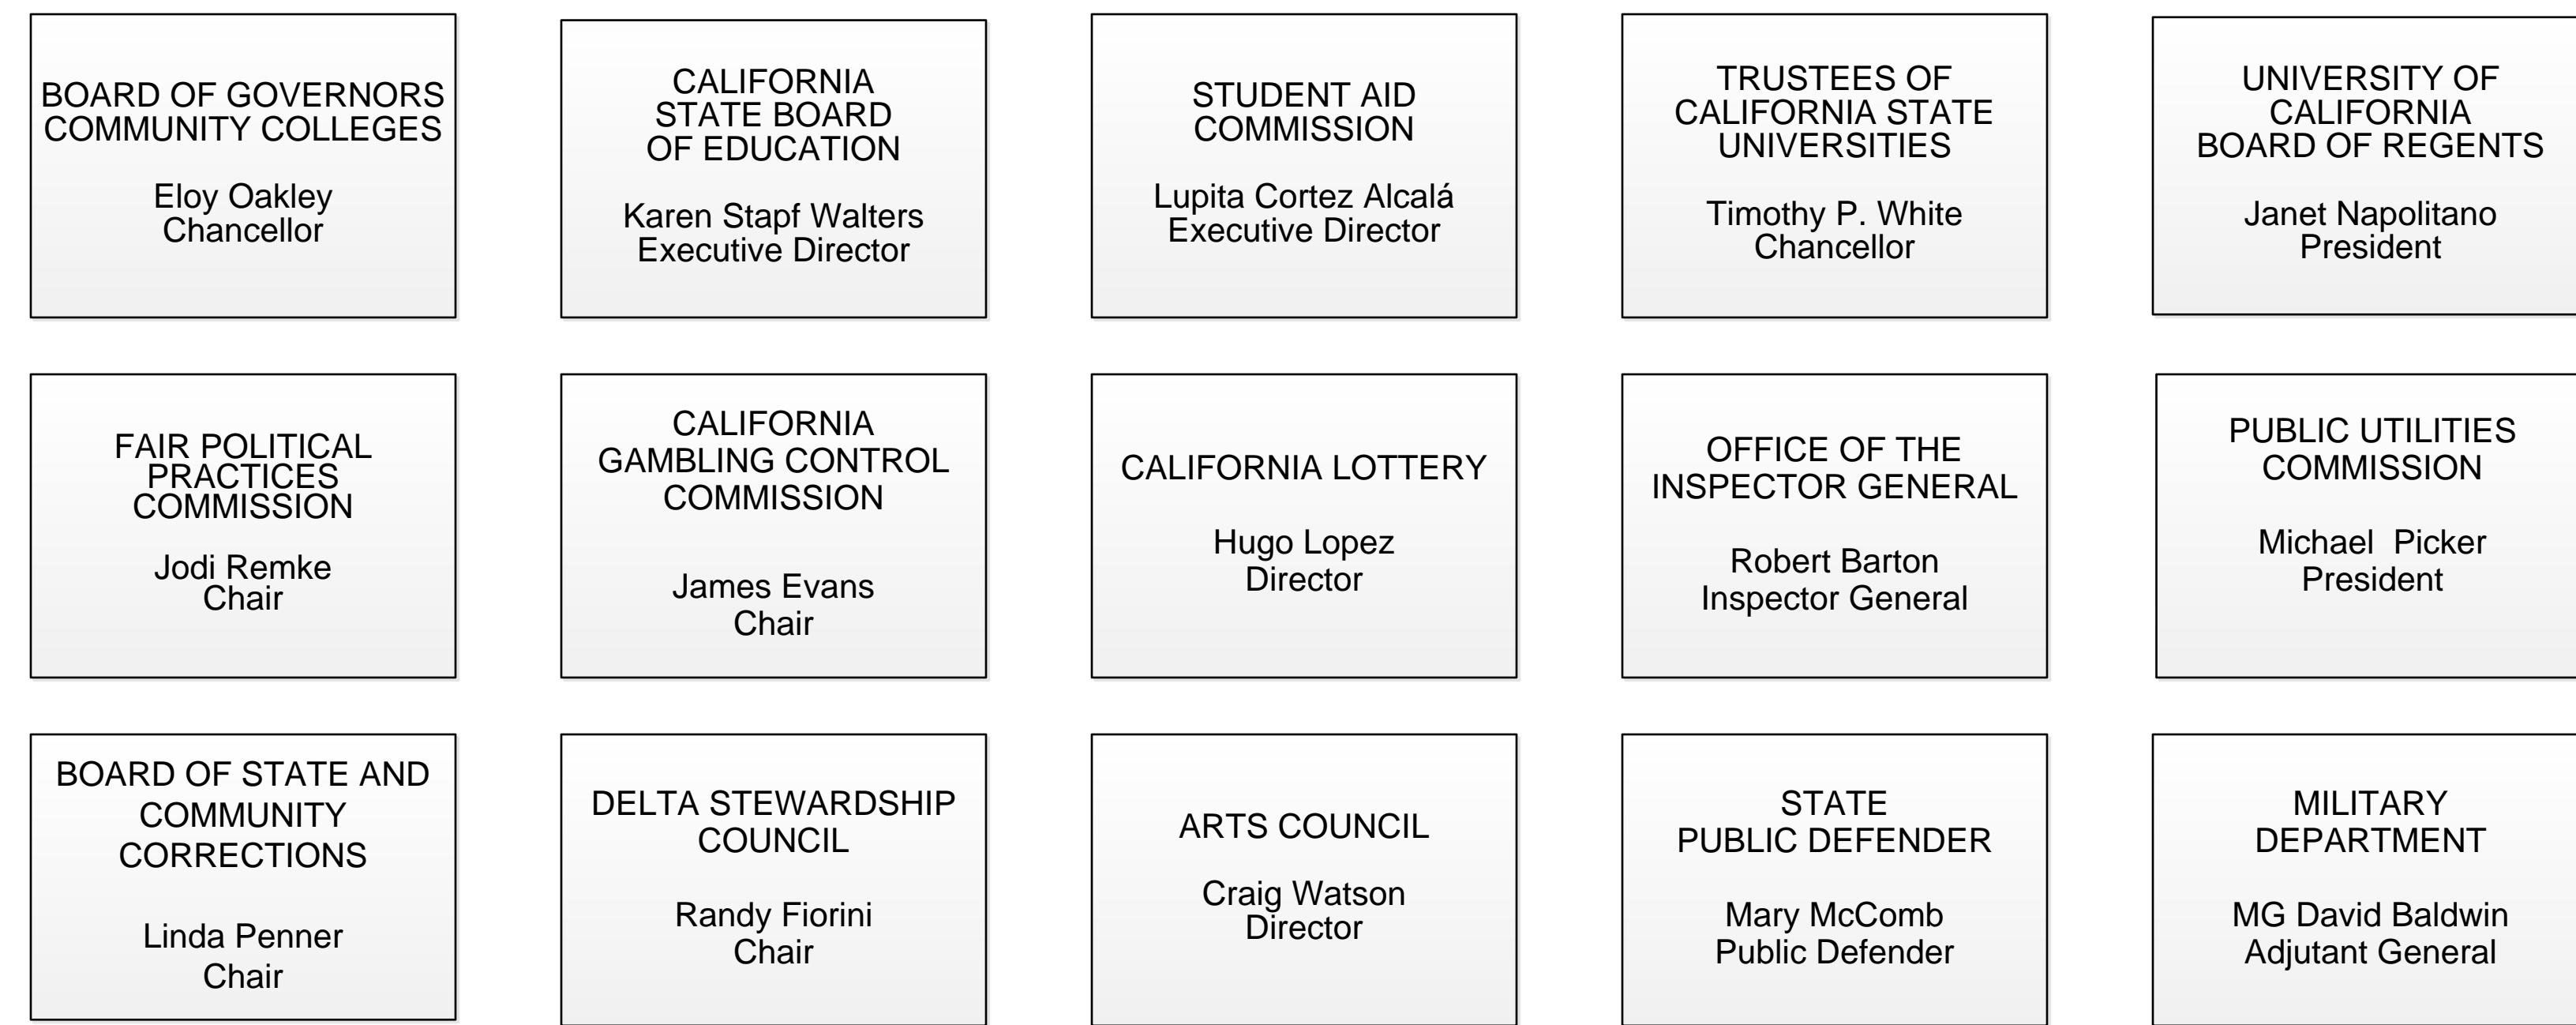 BOARD OF GOVERNORS
COMMUNITY COLLEGES
Eloy Oakley
Chancellor
CALIFORNIA
STATE BOARD
OF EDUCATION
Karen Stapf Walters
Executive Director
STUDENT AID
COMMISSION
Lupita Cortez Alcalá
Executive Director
TRUSTEES OF
CALIFORNIA STATE
UNIVERSITIES
Timothy P. White
Chancellor
UNIVERSITY OF
CALIFORNIA
BOARD OF REGENTS
Janet Napolitano
President
FAIR POLITICAL
PRACTICES
COMMISSION
Jodi Remke
Chair
CALIFORNIA
GAMBLING CONTROL
COMMISSION
James Evans
Chair
CALIFORNIA LOTTERY
Hugo Lopez
Director
OFFICE OF THE
INSPECTOR GENERAL
Robert Barton
Inspector General
PUBLIC UTILITIES
COMMISSION
Michael  Picker
President
BOARD OF STATE AND
COMMUNITY
CORRECTIONS
Linda Penner
Chair
DELTA STEWARDSHIP
COUNCIL
Randy Fiorini
Chair
ARTS COUNCIL
Craig Watson
Director
STATE
PUBLIC DEFENDER
Mary McComb
Public Defender
MILITARY
DEPARTMENT
MG David Baldwin
Adjutant General